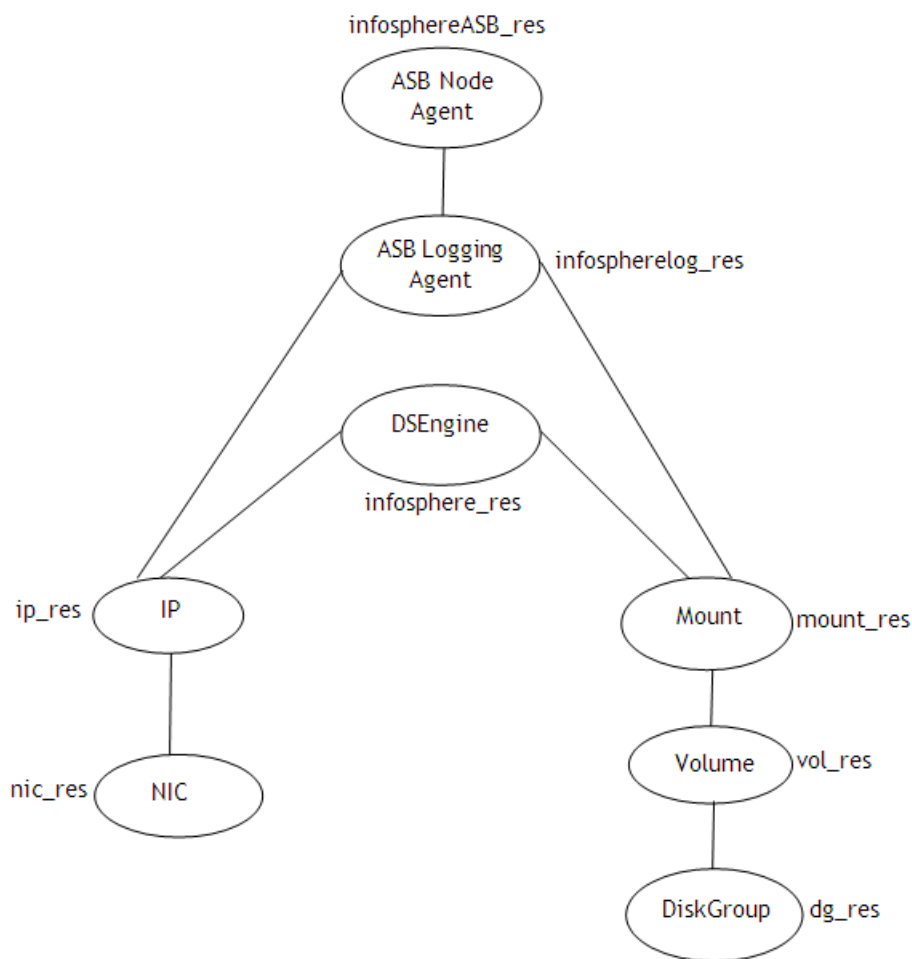 infosphereASB_res
ASB Node
Agent
ASB Logging
Agent
infospherelog_res
DSEngine
infosphere_res
ip_res
IP
Mount
mount_res
nic_res
NIC
Volume
vol_res
DiskGroup
dg_res